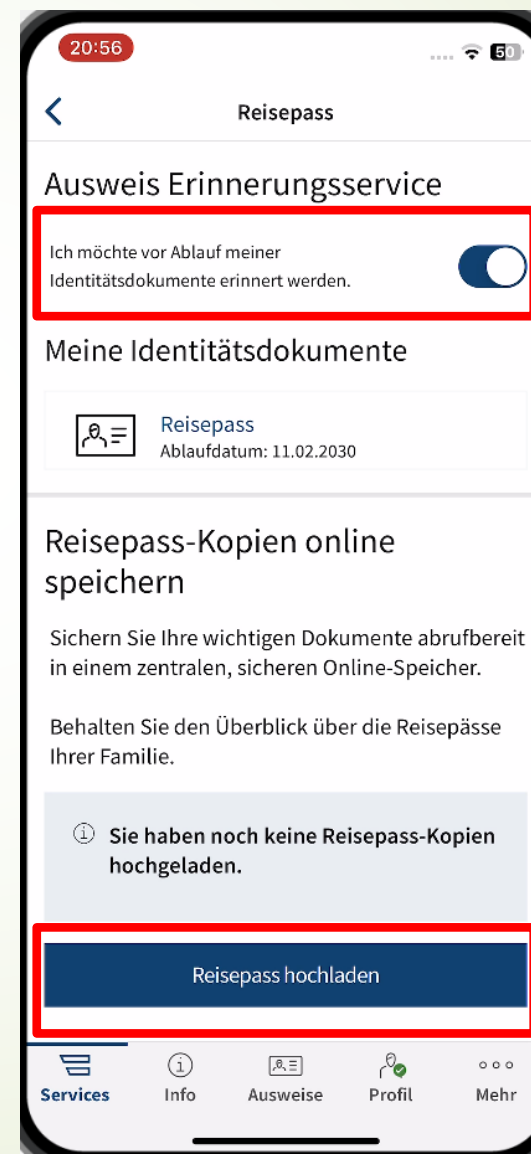 20:56
50
Reisepass
Ausweis Erinnerungsservice
Ich möchte vor Ablauf meiner
Identitätsdokumente erinnert werden.
Meine Identitätsdokumente
Reisepass
Ablaufdatum: 11.02.2030
Reisepass-Kopien online
speichern
Sichern Sie Ihre wichtigen Dokumente abrufbereit
in einem zentralen, sicheren Online-Speicher.
Behalten Sie den Überblick über die Reisepässe
Ihrer Familie.
Sie haben noch keine Reisepass-Kopien
hochgeladen.
Reisepass hochladen
Services Info Ausweise Profil Mehr